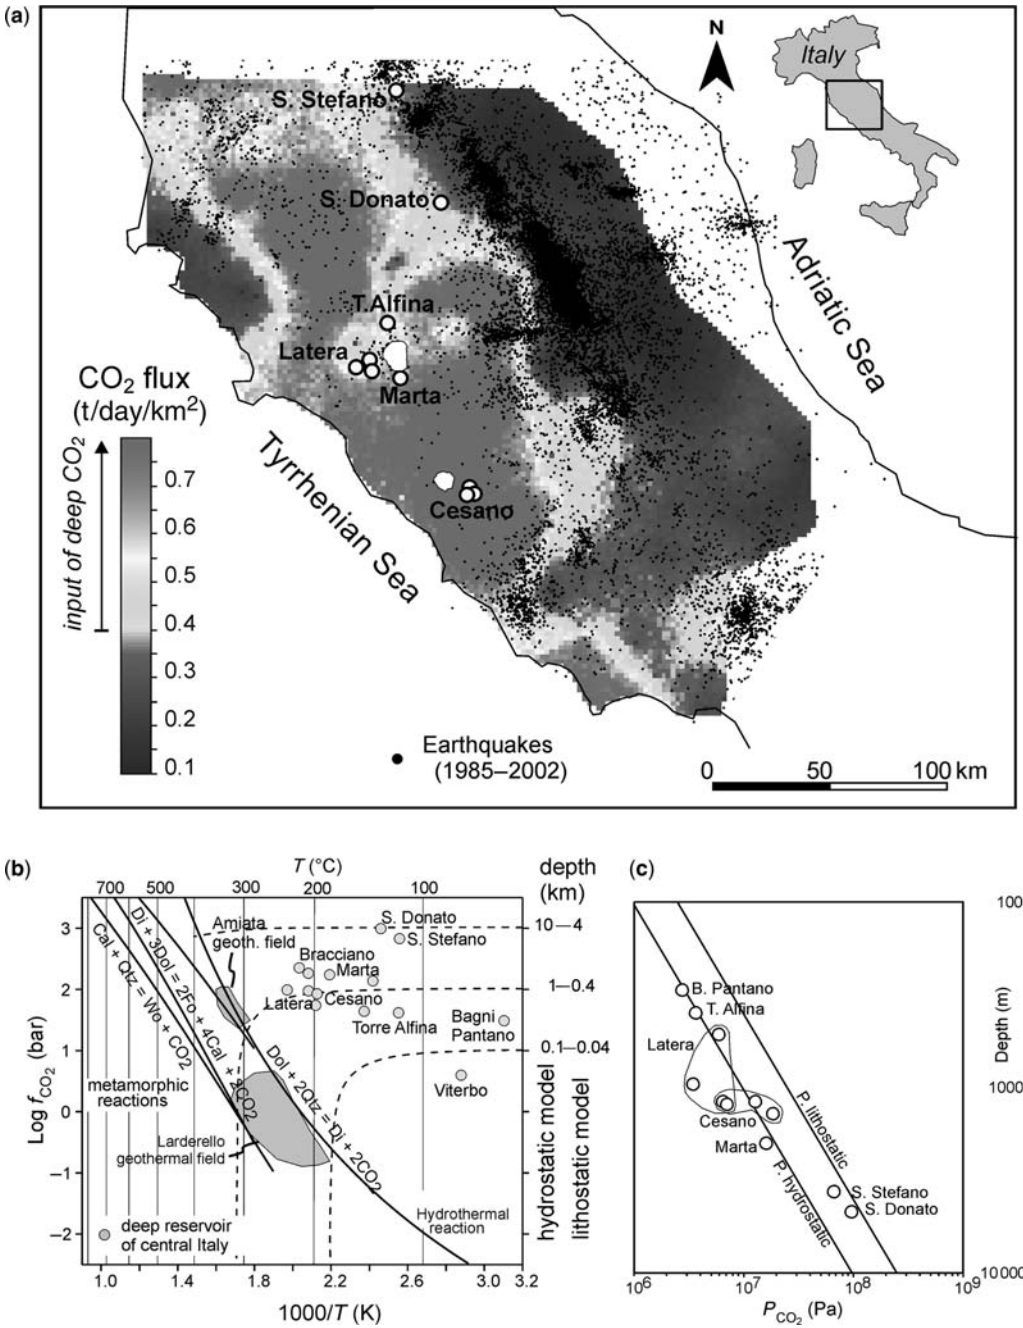 (a)
N
Italy
S. Stefano
S. Donato
T.Alfina
Latera
Marta
Cesano
Adriatic Sea
Tyrrhenian Sea
CO2 flux
(t/day/km2)
input of deep CO2
0.7
0.6
0.5
0.4
0.3
0.2
0.1
Earthquakes
(1985–2002)
0 50 100 km
(b)
T (°C)
700 500 300 200 100
depth
(km)
Log fCO2 (bar)
3
2
1
0
−1
−2
Cal + Qtz = Wo + CO2
Di + 3Dol = 2Fo + 4Cal + 2CO2
Dol + 2Qtz = Di + 2CO2
Amiata
geoth. field
S. Donato
S. Stefano
Bracciano
Marta
Latera
Cesano
Torre Alfina
Bagni
Pantano
Viterbo
metamorphic
reactions
Larderello
geothermal field
Hydrothermal
reaction
deep reservoir
of central Italy
10—4
1—0.4
0.1—0.04
hydrostatic model
lithostatic model
1.0 1.4 1.8 2.2 2.6 3.2
1000/T (K)
(c)
B. Pantano
T. Alfina
Latera
Cesano
Marta
S. Stefano
S. Donato
P. lithostatic
P. hydrostatic
100
1000
10 000
Depth (m)
10⁶ 10⁷ 10⁸ 10⁹
PCO2 (Pa)